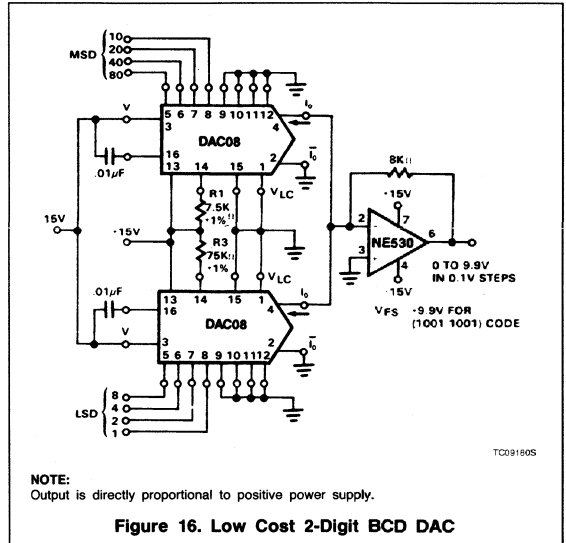 MSD
10
20
40
80
5 6 7 8 9 10 11 12
V
3
DAC08
4
Io
16
2
Io
.01µF
13 14 15 1
R1
7.5K Ω
+1%
VLC
15V
+15V
R3
75K Ω
+1%
VLC
.01µF
13 14 15 1
16
4
Io
DAC08
V
3
2
Io
5 6 7 8 9 10 11 12
LSD
8
4
2
1
8KΩ
+15V
2
-
7
NE530
6
3
+
4
15V
0 TO 9.9V
IN 0.1V STEPS
VFS -9.9V FOR
(1001 1001) CODE
TC09180S
NOTE:
Output is directly proportional to positive power supply.
Figure 16. Low Cost 2-Digit BCD DAC